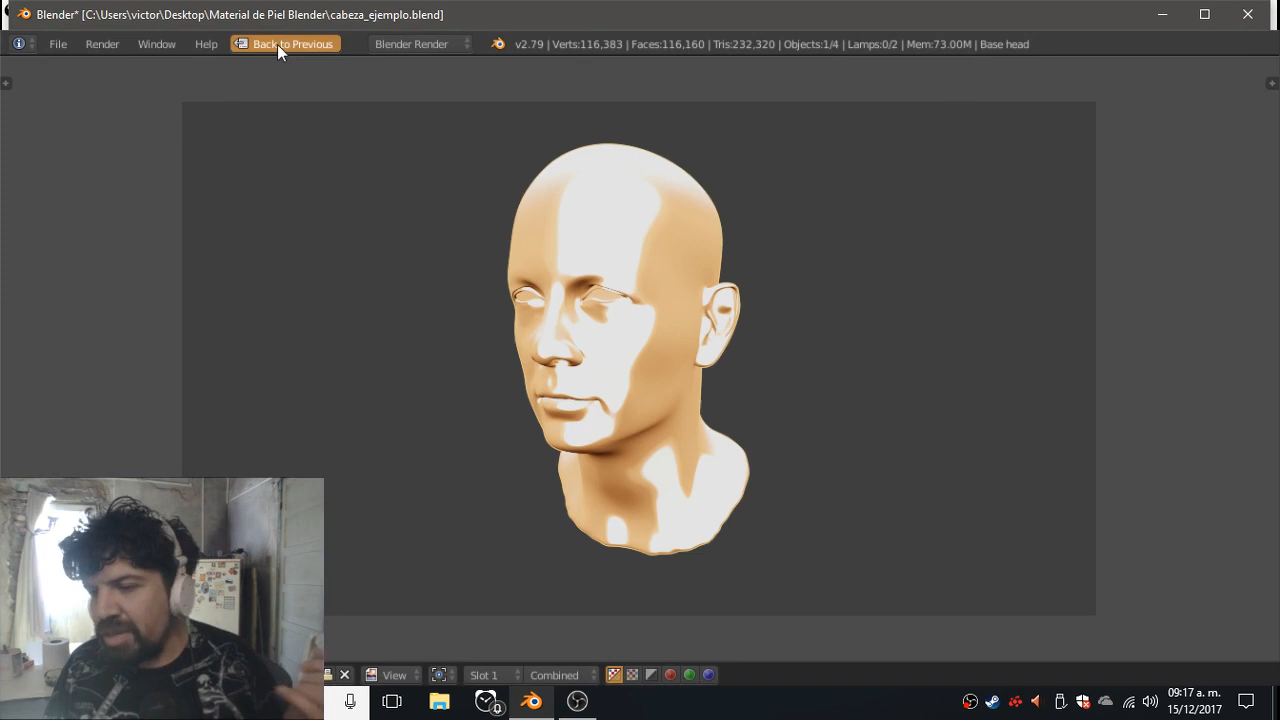 Blender* [C:\Users\victor\Desktop\Material de Piel Blender\cabeza_ejemplo.blend]
File Render Window Help Back to Previous Blender Render v2.79 | Verts:116,383 | Faces:116,160 | Tris:232,320 | Objects:1/4 | Lamps:0/2 | Mem:73.00M | Base head
View Slot 1 Combined
09:17 a. m.
15/12/2017